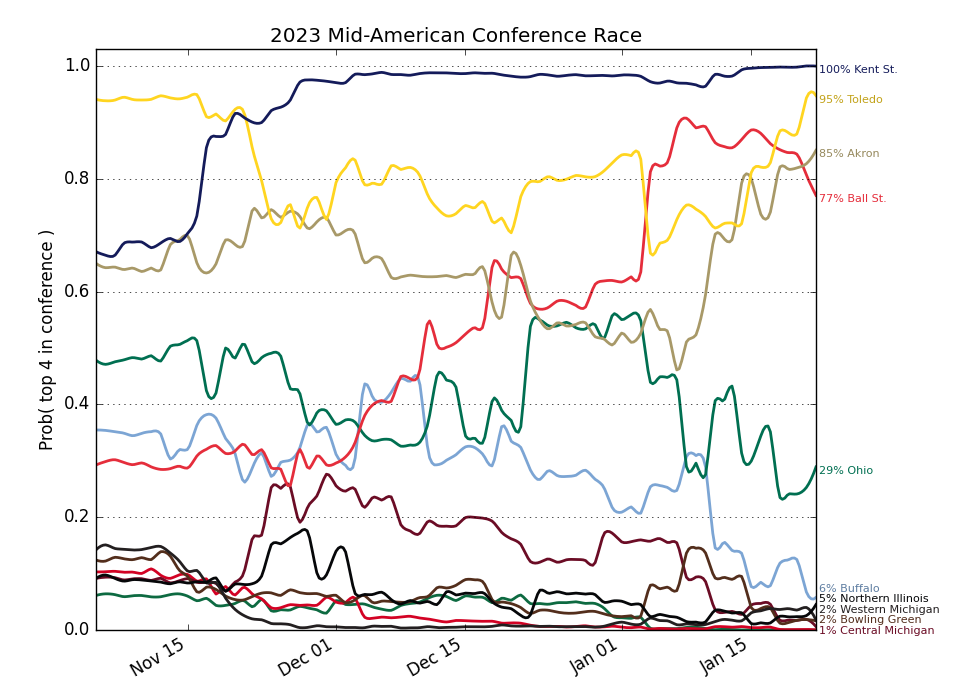 2023 Mid-American Conference Race
Prob( top 4 in conference )
1.0
0.8
0.6
0.4
0.2
0.0
Nov 15
Dec 01
Dec 15
Jan 01
Jan 15
100% Kent St.
95% Toledo
85% Akron
77% Ball St.
29% Ohio
6% Buffalo
5% Northern Illinois
2% Western Michigan
2% Bowling Green
1% Central Michigan